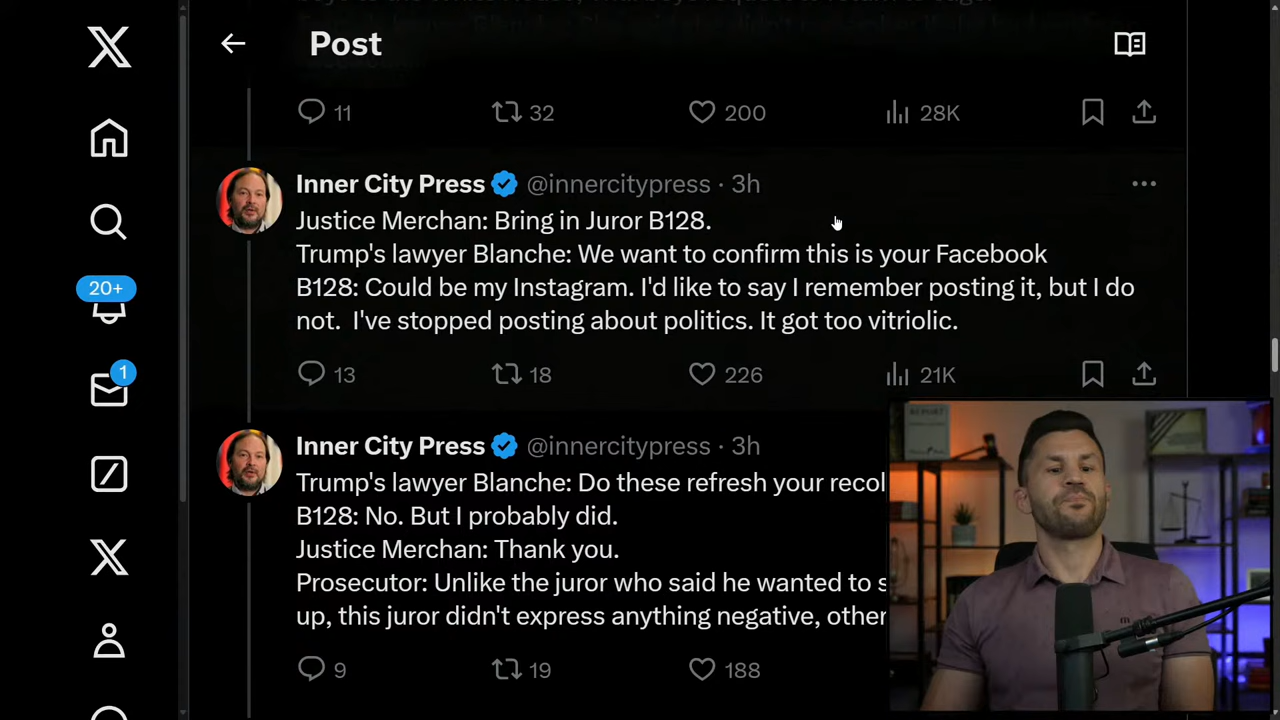 Post
11 32 200 28K
Inner City Press @innercitypress · 3h
Justice Merchan: Bring in Juror B128.
Trump's lawyer Blanche: We want to confirm this is your Facebook
B128: Could be my Instagram. I'd like to say I remember posting it, but I do
not. I've stopped posting about politics. It got too vitriolic.
13 18 226 21K
Inner City Press @innercitypress · 3h
Trump's lawyer Blanche: Do these refresh your
B128: No. But I probably did.
Justice Merchan: Thank you.
Prosecutor: Unlike the juror who said he wanted to
up, this juror didn't express anything negative,
9 19 188
20+
1
REPORT